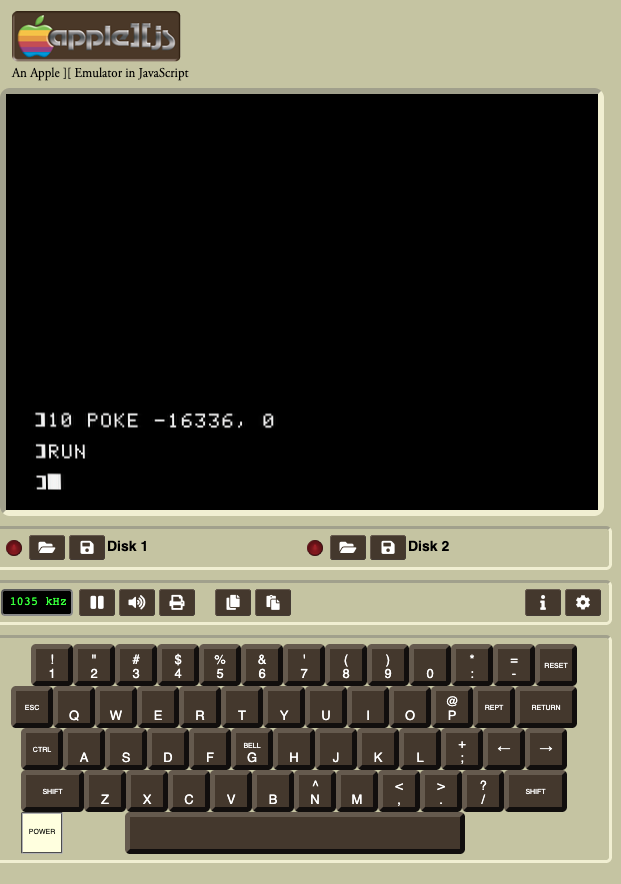 apple][js
An Apple ][ Emulator in JavaScript
]10 POKE -16336, 0
]RUN
]
Disk 1
Disk 2
1035 kHz
! " # $ % & ' ( ) * =
1 2 3 4 5 6 7 8 9 0 : - RESET
@
ESC Q W E R T Y U I O P REPT RETURN
BELL +
CTRL A S D F G H J K L ; ← →
^ < > ?
SHIFT Z X C V B N M , . / SHIFT
POWER